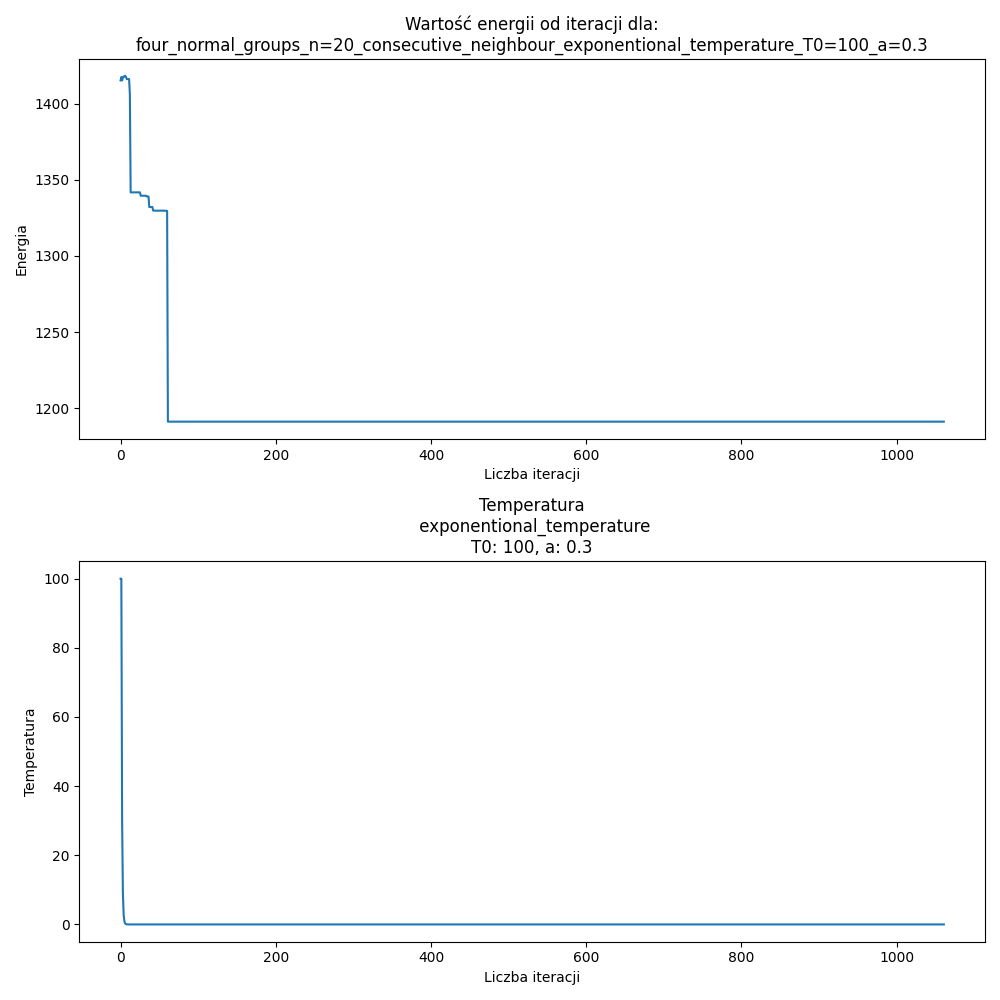 Wartość energii od iteracji dla:
four_normal_groups_n=20_consecutive_neighbour_exponentional_temperature_T0=100_a=0.3
1400
1350
1300
1250
1200
Energia
0 200 400 600 800 1000
Liczba iteracji
Temperatura
exponentional_temperature
T0: 100, a: 0.3
100
80
60
40
20
0
Temperatura
0 200 400 600 800 1000
Liczba iteracji